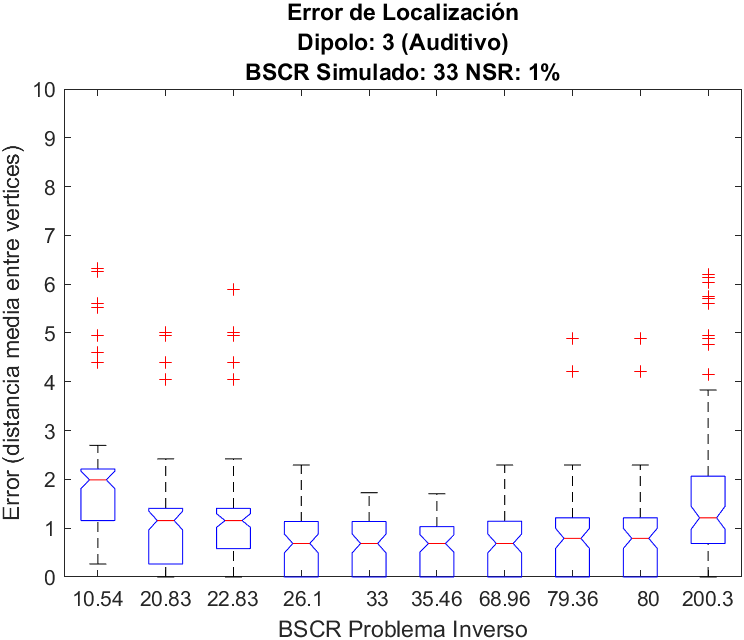 Error de Localización
Dipolo: 3 (Auditivo)
BSCR Simulado: 33 NSR: 1%
Error (distancia media entre vertices)
10
9
8
7
6
5
4
3
2
1
0
10.54 20.83 22.83 26.1 33 35.46 68.96 79.36 80 200.3
BSCR Problema Inverso